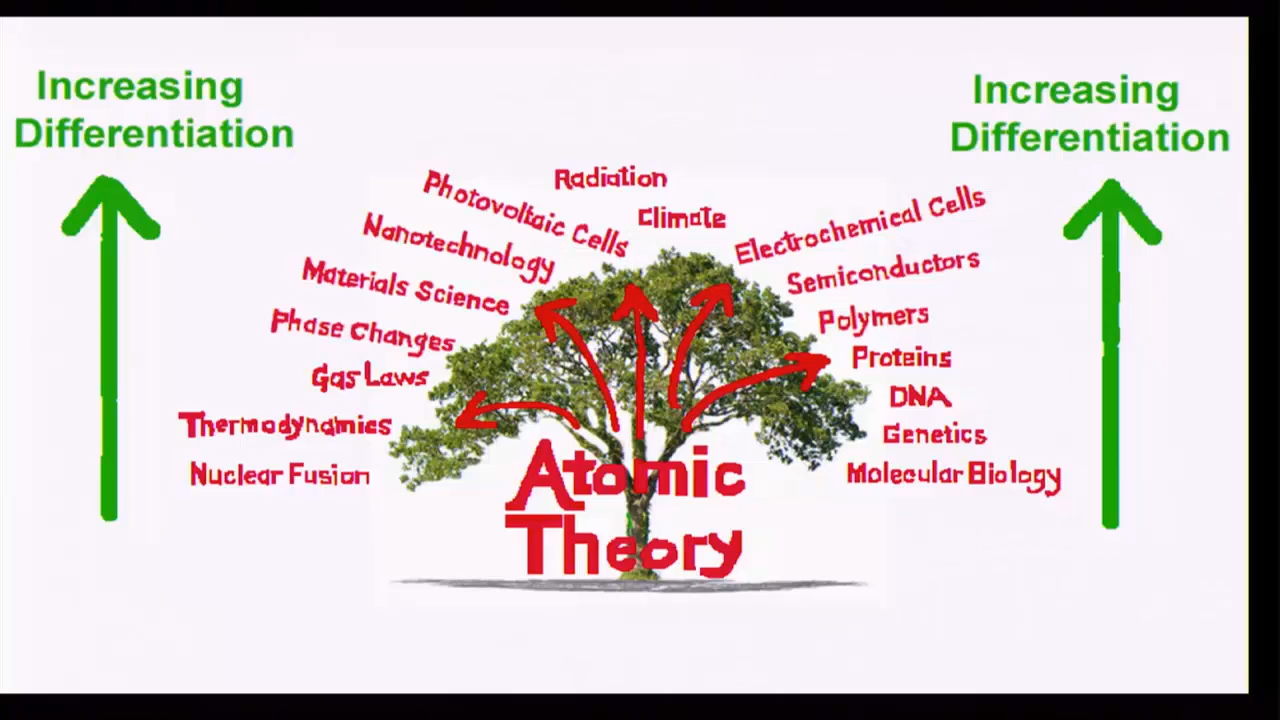 Increasing
Differentiation
Increasing
Differentiation
Radiation
Photovoltaic Cells
Climate
Nanotechnology
Electrochemical Cells
Materials Science
Semiconductors
Phase Changes
Polymers
Gas Laws
Proteins
DNA
Thermodynamics
Genetics
Nuclear Fusion
Molecular Biology
Atomic
Theory